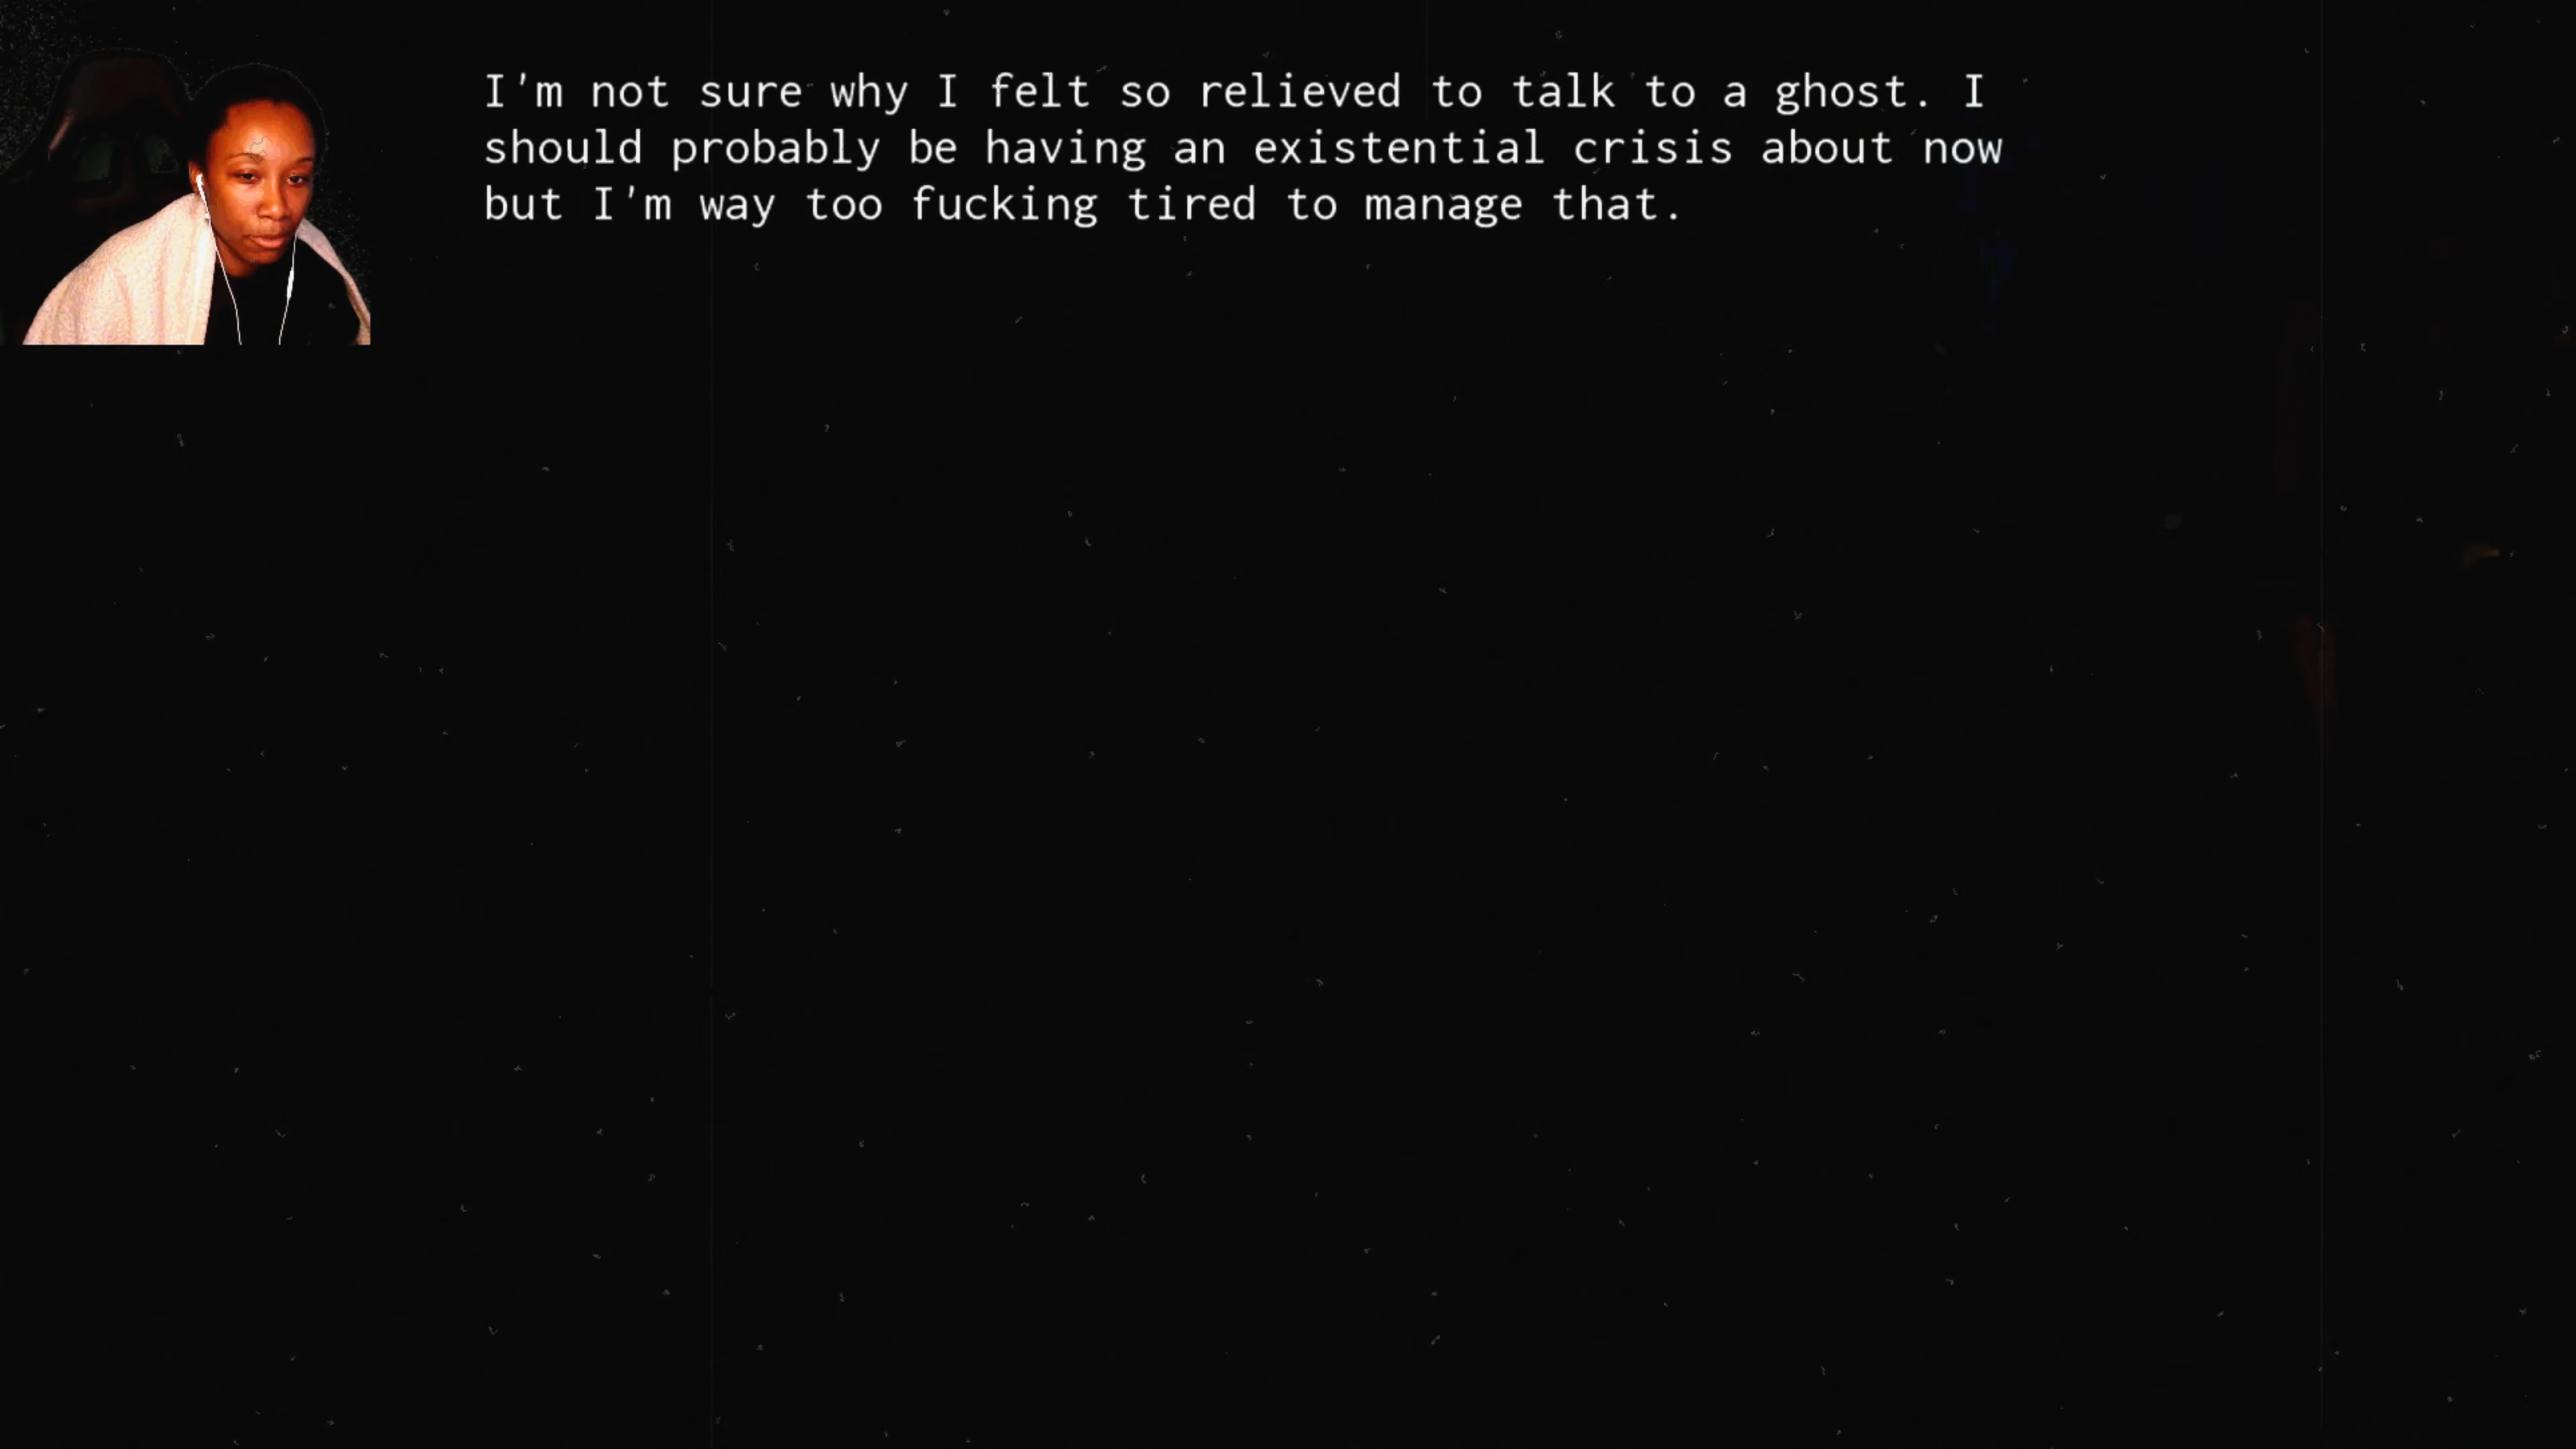 I'm not sure why I felt so relieved to talk to a ghost. I
should probably be having an existential crisis about now
but I'm way too fucking tired to manage that.